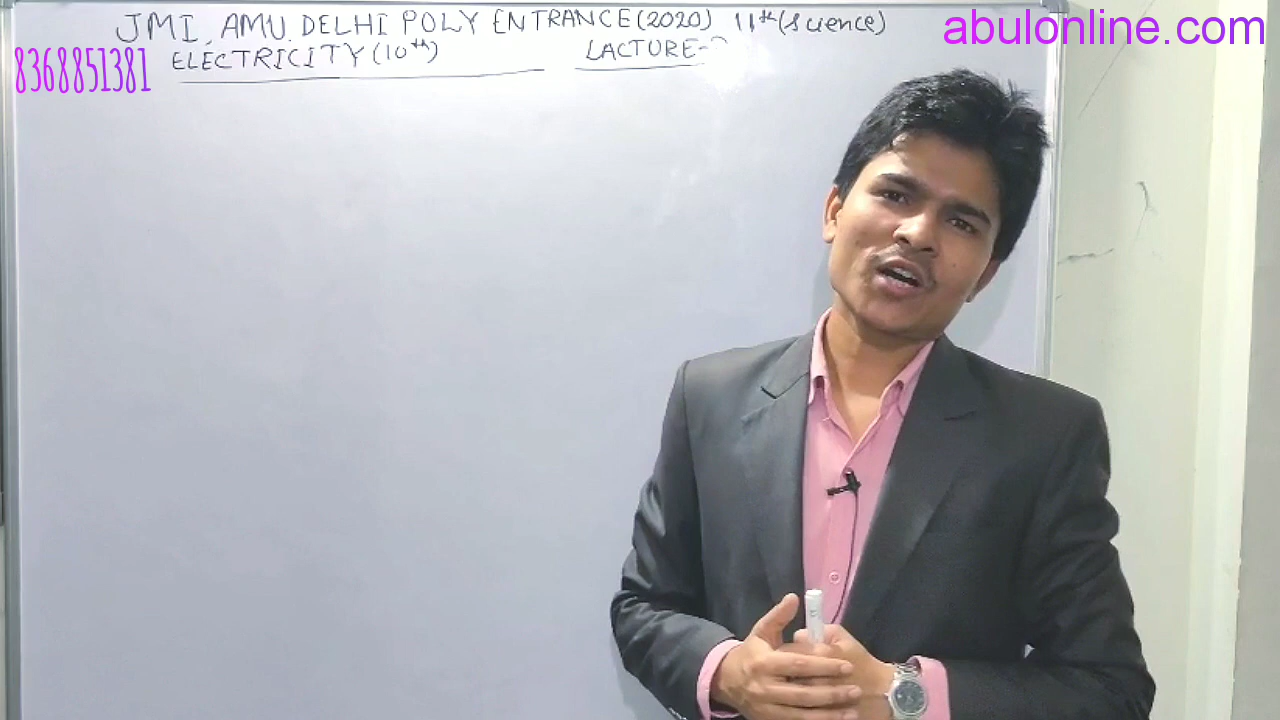 JMI, AMU, DELHI POLY ENTRANCE (2020) 11th (science)
abulonline.com
ELECTRICITY (10th) LACTURE-
8368851381